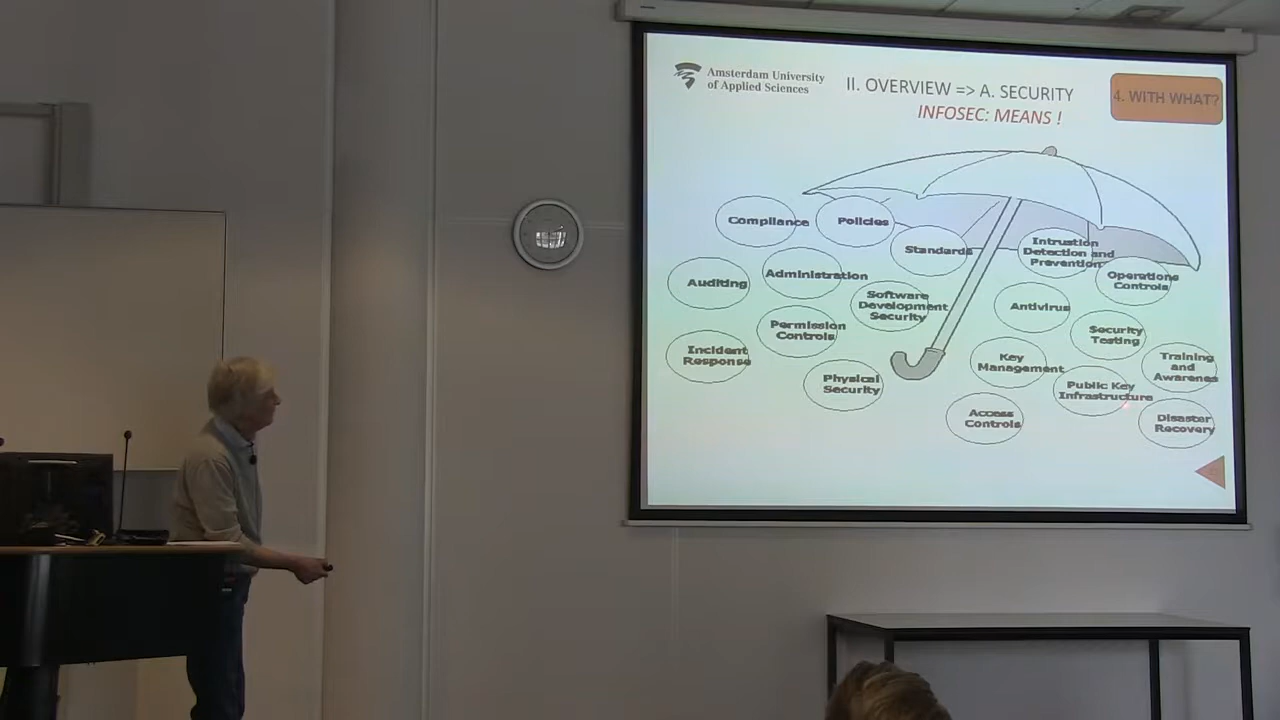 Amsterdam University
of Applied Sciences
II. OVERVIEW => A. SECURITY
INFOSEC: MEANS !
4. WITH WHAT?
Compliance
Policies
Standards
Intrustion
Detection and
Prevention
Operations
Controls
Auditing
Administration
Software
Development
Security
Antivirus
Permission
Controls
Security
Testing
Incident
Response
Physical
Security
Key
Management
Training
and
Awarenes
Public Key
Infrastructure
Access
Controls
Disaster
Recovery